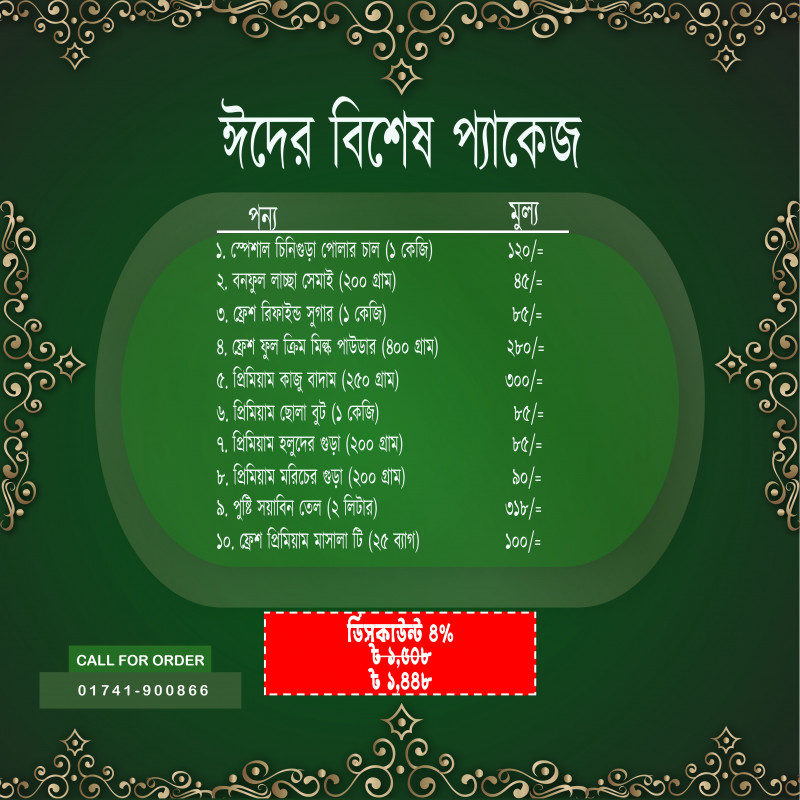 ঈদের বিশেষ প্যাকেজ
পন্য মুল্য
১. স্পেশাল চিনিগুড়া পোলার চাল (১ কেজি) ১২০/=
২. বনফুল লাচ্ছা সেমাই (২০০ গ্রাম) ৪৫/=
৩. ফ্রেশ রিফাইন্ড সুগার (১ কেজি) ৮৫/=
৪. ফ্রেশ ফুল ক্রিম মিল্ক পাউডার (৪০০ গ্রাম) ২৮০/=
৫. প্রিমিয়াম কাজু বাদাম (২৫০ গ্রাম) ৩০০/=
৬. প্রিমিয়াম ছোলা বুট (১ কেজি) ৮৫/=
৭. প্রিমিয়াম হলুদের গুড়া (২০০ গ্রাম) ৮৫/=
৮. প্রিমিয়াম মরিচের গুড়া (২০০ গ্রাম) ৯০/=
৯. পুষ্টি সয়াবিন তেল (২ লিটার) ৩১৮/=
১০. ফ্রেশ প্রিমিয়াম মাসালা টি (২৫ ব্যাগ) ১০০/=
ডিসকাউন্ট ৪%
৳ ১,৫০৮
৳ ১,৪৪৮
CALL FOR ORDER
01741-900866